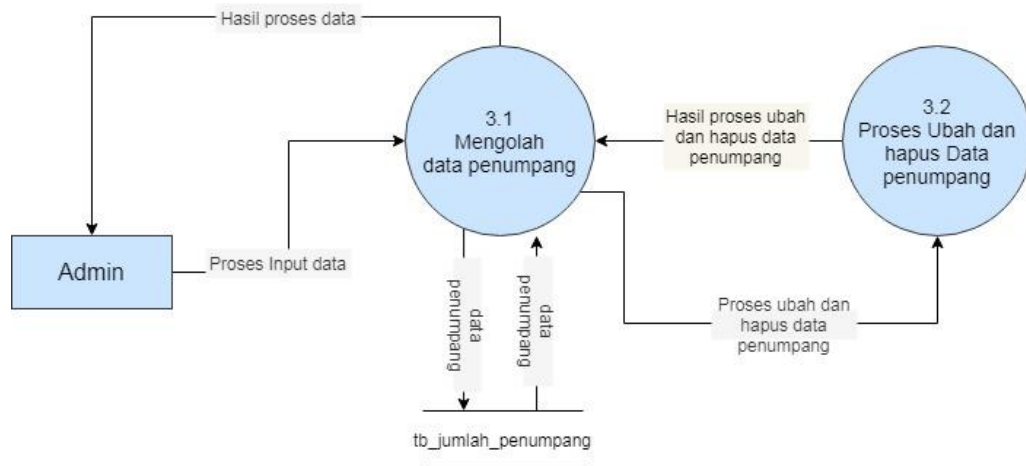 Hasil proses data
3.1
Mengolah
data penumpang
Hasil proses ubah
dan hapus data
penumpang
3.2
Proses Ubah dan
hapus Data
penumpang
Admin
Proses Input data
data
penumpang
data
penumpang
Proses ubah dan
hapus data
penumpang
tb_jumlah_penumpang